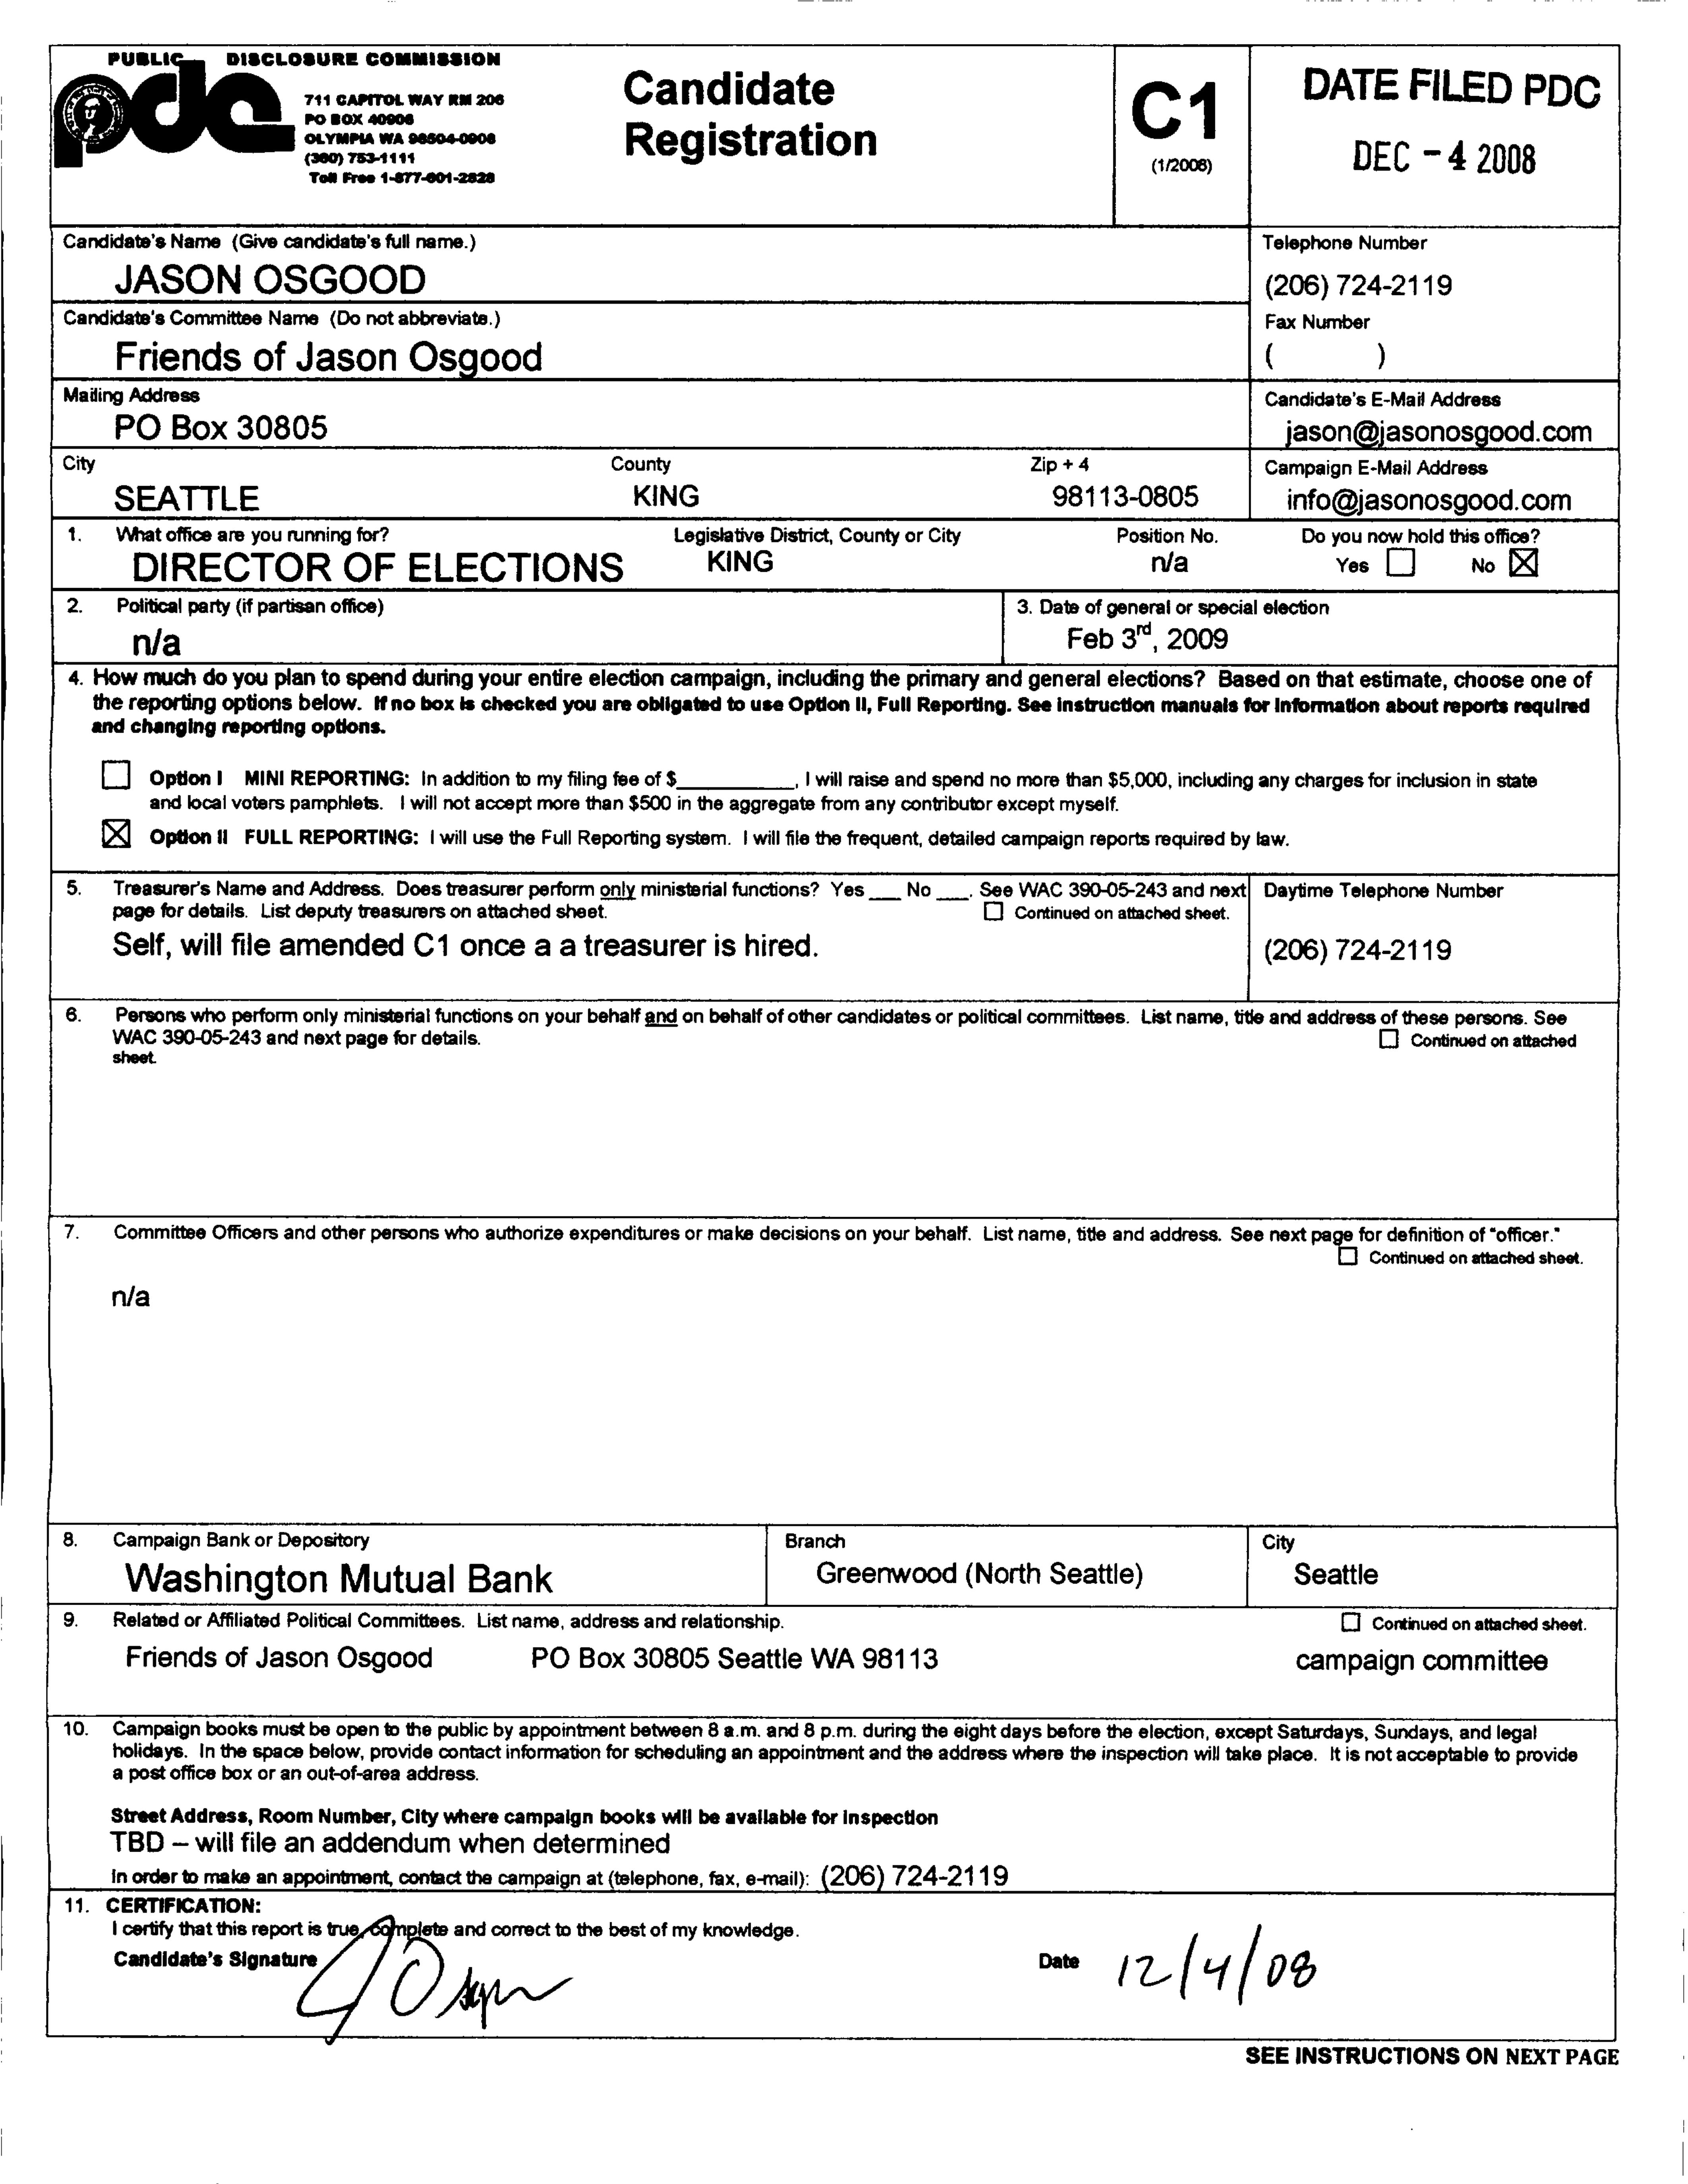 PUBLIC DISCLOSURE COMMISSION
pdc
711 CAPITOL WAY RM 206
PO BOX 40908
OLYMPIA WA 98504-0908
(360) 753-1111
Toll Free 1-877-601-2828
Candidate
Registration
C1
(1/2008)
DATE FILED PDC
DEC - 4 2008
Candidate's Name (Give candidate's full name.)
JASON OSGOOD
Telephone Number
(206) 724-2119
Candidate's Committee Name (Do not abbreviate.)
Friends of Jason Osgood
Fax Number
( )
Mailing Address
PO Box 30805
Candidate's E-Mail Address
jason@jasonosgood.com
City County Zip + 4
SEATTLE KING 98113-0805
Campaign E-Mail Address
info@jasonosgood.com
1. What office are you running for? Legislative District, County or City Position No. Do you now hold this office?
DIRECTOR OF ELECTIONS KING n/a Yes ☐ No ☒
2. Political party (if partisan office)
n/a
3. Date of general or special election
Feb 3rd, 2009
4. How much do you plan to spend during your entire election campaign, including the primary and general elections? Based on that estimate, choose one of
the reporting options below. If no box is checked you are obligated to use Option II, Full Reporting. See instruction manuals for information about reports required
and changing reporting options.
☐ Option I MINI REPORTING: In addition to my filing fee of $__________, I will raise and spend no more than $5,000, including any charges for inclusion in state
and local voters pamphlets. I will not accept more than $500 in the aggregate from any contributor except myself.
☒ Option II FULL REPORTING: I will use the Full Reporting system. I will file the frequent, detailed campaign reports required by law.
5. Treasurer's Name and Address. Does treasurer perform only ministerial functions? Yes ___ No ___. See WAC 390-05-243 and next
page for details. List deputy treasurers on attached sheet. ☐ Continued on attached sheet.
Self, will file amended C1 once a a treasurer is hired.
Daytime Telephone Number
(206) 724-2119
6. Persons who perform only ministerial functions on your behalf and on behalf of other candidates or political committees. List name, title and address of these persons. See
WAC 390-05-243 and next page for details. ☐ Continued on attached
sheet.
7. Committee Officers and other persons who authorize expenditures or make decisions on your behalf. List name, title and address. See next page for definition of "officer."
☐ Continued on attached sheet.
n/a
8. Campaign Bank or Depository Branch City
Washington Mutual Bank Greenwood (North Seattle) Seattle
9. Related or Affiliated Political Committees. List name, address and relationship. ☐ Continued on attached sheet.
Friends of Jason Osgood PO Box 30805 Seattle WA 98113 campaign committee
10. Campaign books must be open to the public by appointment between 8 a.m. and 8 p.m. during the eight days before the election, except Saturdays, Sundays, and legal
holidays. In the space below, provide contact information for scheduling an appointment and the address where the inspection will take place. It is not acceptable to provide
a post office box or an out-of-area address.
Street Address, Room Number, City where campaign books will be available for inspection
TBD – will file an addendum when determined
In order to make an appointment, contact the campaign at (telephone, fax, e-mail): (206) 724-2119
11. CERTIFICATION:
I certify that this report is true, complete and correct to the best of my knowledge.
Candidate's Signature Date 12/4/08
SEE INSTRUCTIONS ON NEXT PAGE